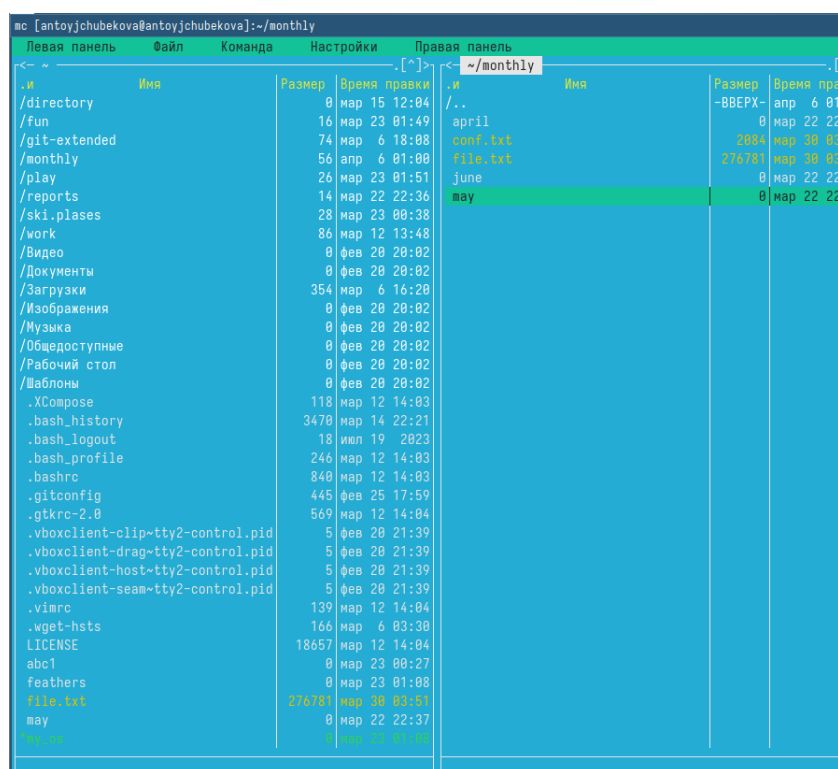 mc [antoyjchubekova@antoyjchubekova]:~/monthly
Левая панель Файл Команда Настройки Правая панель
<– ~ .[^]>
.и Имя Размер Время правки
/directory 0 мар 15 12:04
/fun 16 мар 23 01:49
/git-extended 74 мар 6 18:08
/monthly 56 апр 6 01:00
/play 26 мар 23 01:51
/reports 14 мар 22 22:36
/ski.plases 28 мар 23 00:38
/work 86 мар 12 13:48
/Видео 0 фев 20 20:02
/Документы 0 фев 20 20:02
/Загрузки 354 мар 6 16:20
/Изображения 0 фев 20 20:02
/Музыка 0 фев 20 20:02
/Общедоступные 0 фев 20 20:02
/Рабочий стол 0 фев 20 20:02
/Шаблоны 0 фев 20 20:02
.XCompose 118 мар 12 14:03
.bash_history 3470 мар 14 22:21
.bash_logout 18 июл 19 2023
.bash_profile 246 мар 12 14:03
.bashrc 840 мар 12 14:03
.gitconfig 445 фев 25 17:59
.gtkrc-2.0 569 мар 12 14:04
.vboxclient-clip~tty2-control.pid 5 фев 20 21:39
.vboxclient-drag~tty2-control.pid 5 фев 20 21:39
.vboxclient-host~tty2-control.pid 5 фев 20 21:39
.vboxclient-seam~tty2-control.pid 5 фев 20 21:39
.vimrc 139 мар 12 14:04
.wget-hsts 166 мар 6 03:30
LICENSE 18657 мар 12 14:04
abc1 0 мар 23 00:27
feathers 0 мар 23 01:08
file.txt 276781 мар 30 03:51
may 0 мар 22 22:37
*my_os 0 мар 23 01:08
<– ~/monthly .[
.и Имя Размер Время пра
/.. -ВВЕРХ- апр 6 01
april 0 мар 22 22
conf.txt 2084 мар 30 03
file.txt 276781 мар 30 03
june 0 мар 22 22
may 0 мар 22 22